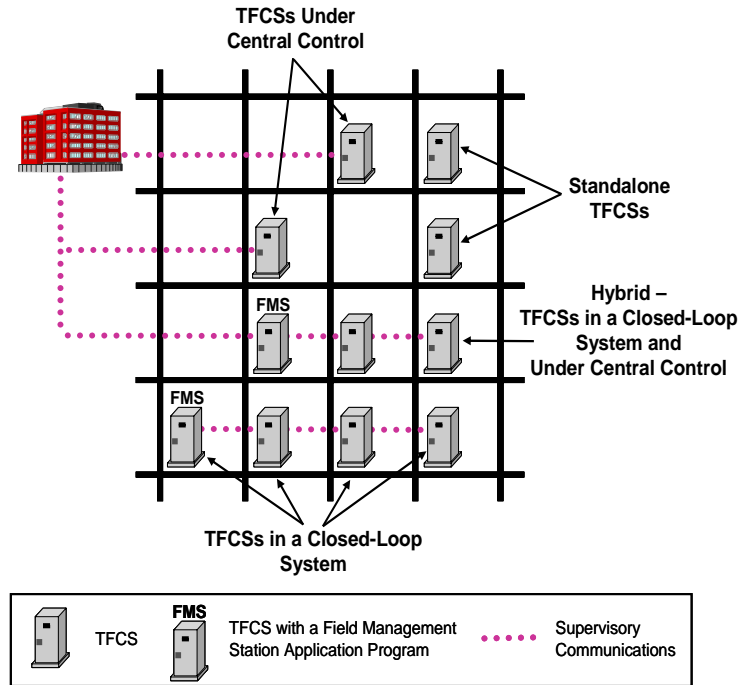 TFCSs Under
Central Control
Standalone
TFCSs
FMS
Hybrid –
TFCSs in a Closed-Loop
System and
Under Central Control
FMS
TFCSs in a Closed-Loop
System
TFCS
FMS
TFCS with a Field Management
Station Application Program
Supervisory
Communications